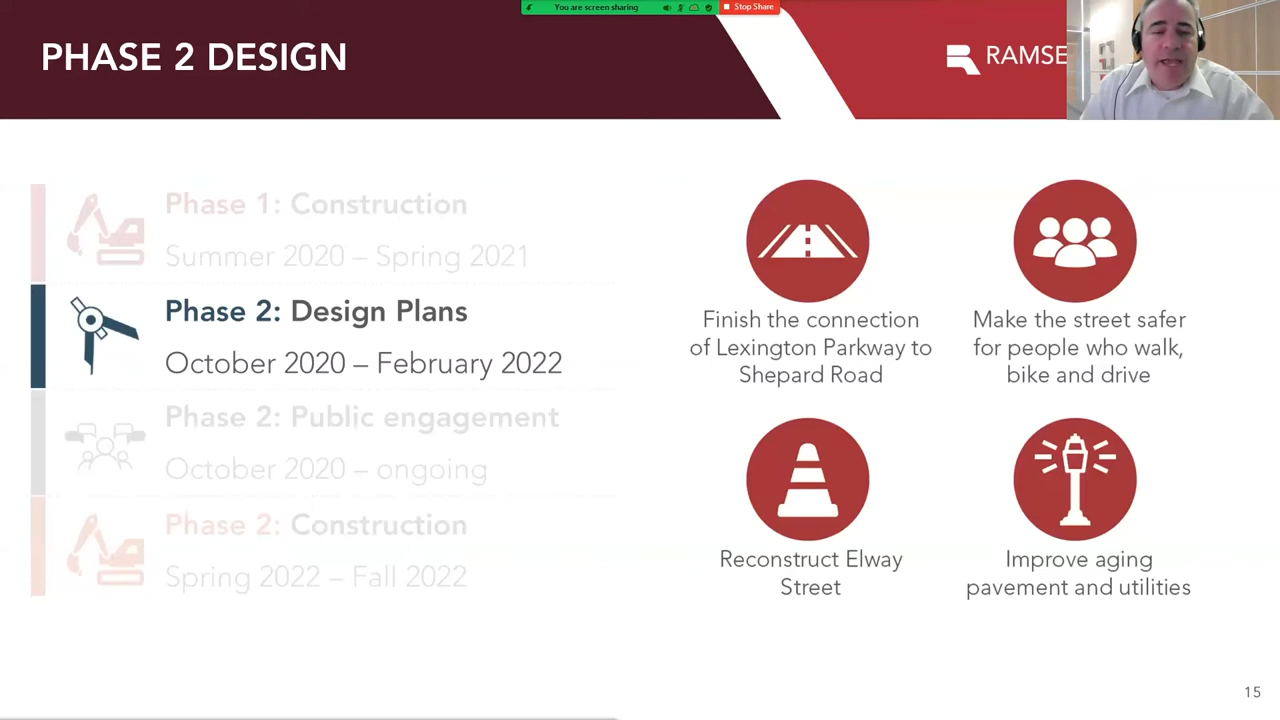 You are screen sharing
Stop Share
PHASE 2 DESIGN
RAMSE
Phase 1: Construction
Summer 2020 – Spring 2021
Phase 2: Design Plans
October 2020 – February 2022
Phase 2: Public engagement
October 2020 – ongoing
Phase 2: Construction
Spring 2022 – Fall 2022
Finish the connection
of Lexington Parkway to
Shepard Road
Make the street safer
for people who walk,
bike and drive
Reconstruct Elway
Street
Improve aging
pavement and utilities
15